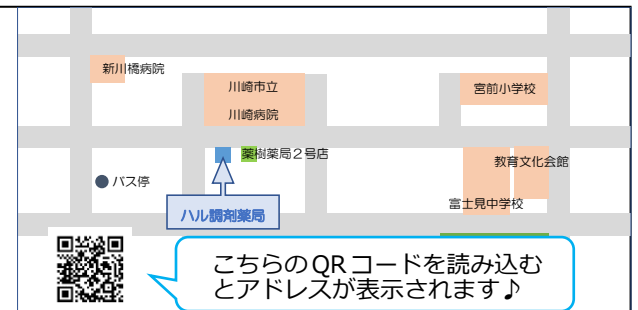 新川橋病院
川崎市立
川崎病院
宮前小学校
薬樹薬局２号店
教育文化会館
バス停
富士見中学校
ハル調剤薬局
こちらのQRコードを読み込む
とアドレスが表示されます♪